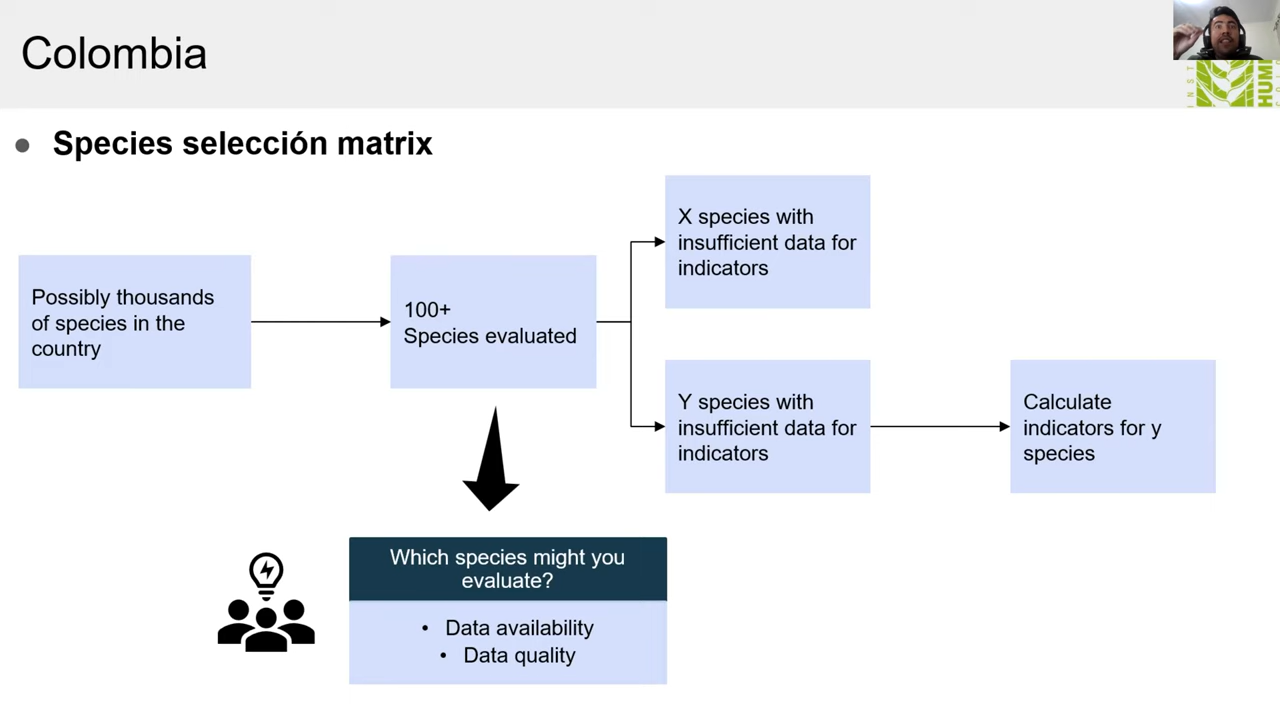 Colombia
HUMI
INST
● Species selección matrix
Possibly thousands
of species in the
country
100+
Species evaluated
X species with
insufficient data for
indicators
Y species with
insufficient data for
indicators
Calculate
indicators for y
species
Which species might you
evaluate?
• Data availability
• Data quality